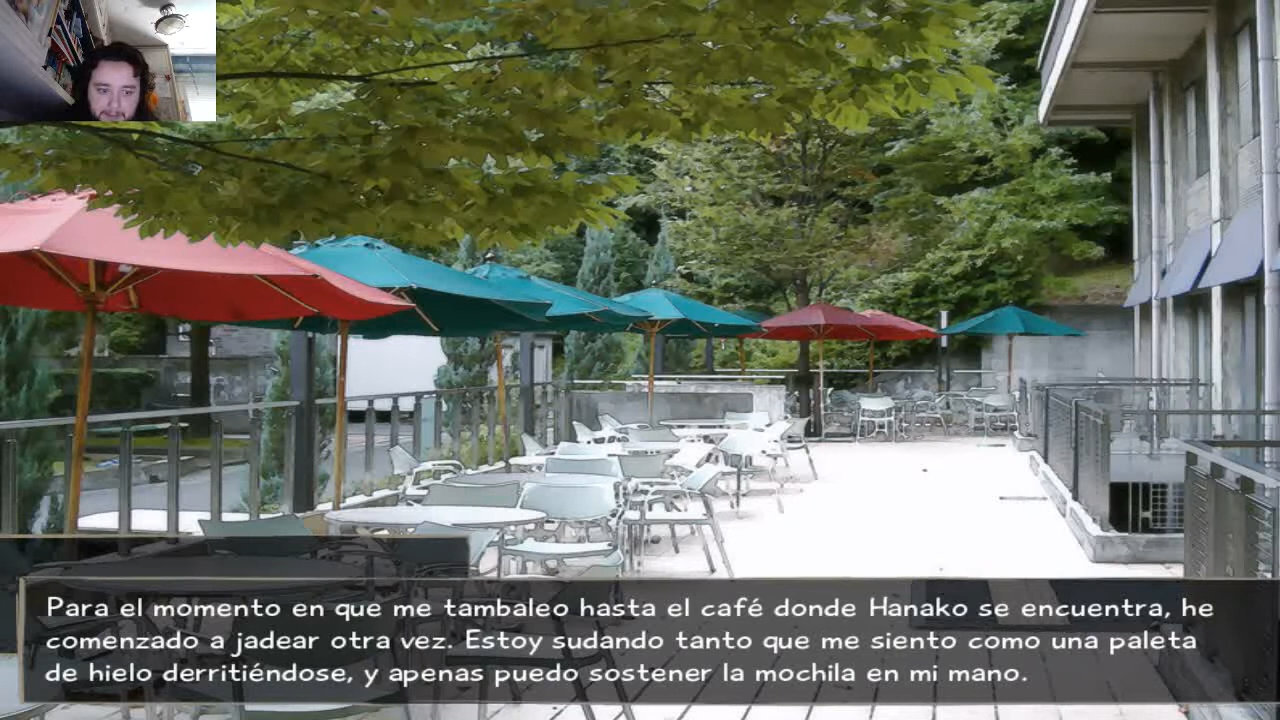 Para el momento en que me tambaleo hasta el café donde Hanako se encuentra, he
comenzado a jadear otra vez. Estoy sudando tanto que me siento como una paleta
de hielo derritiéndose, y apenas puedo sostener la mochila en mi mano.